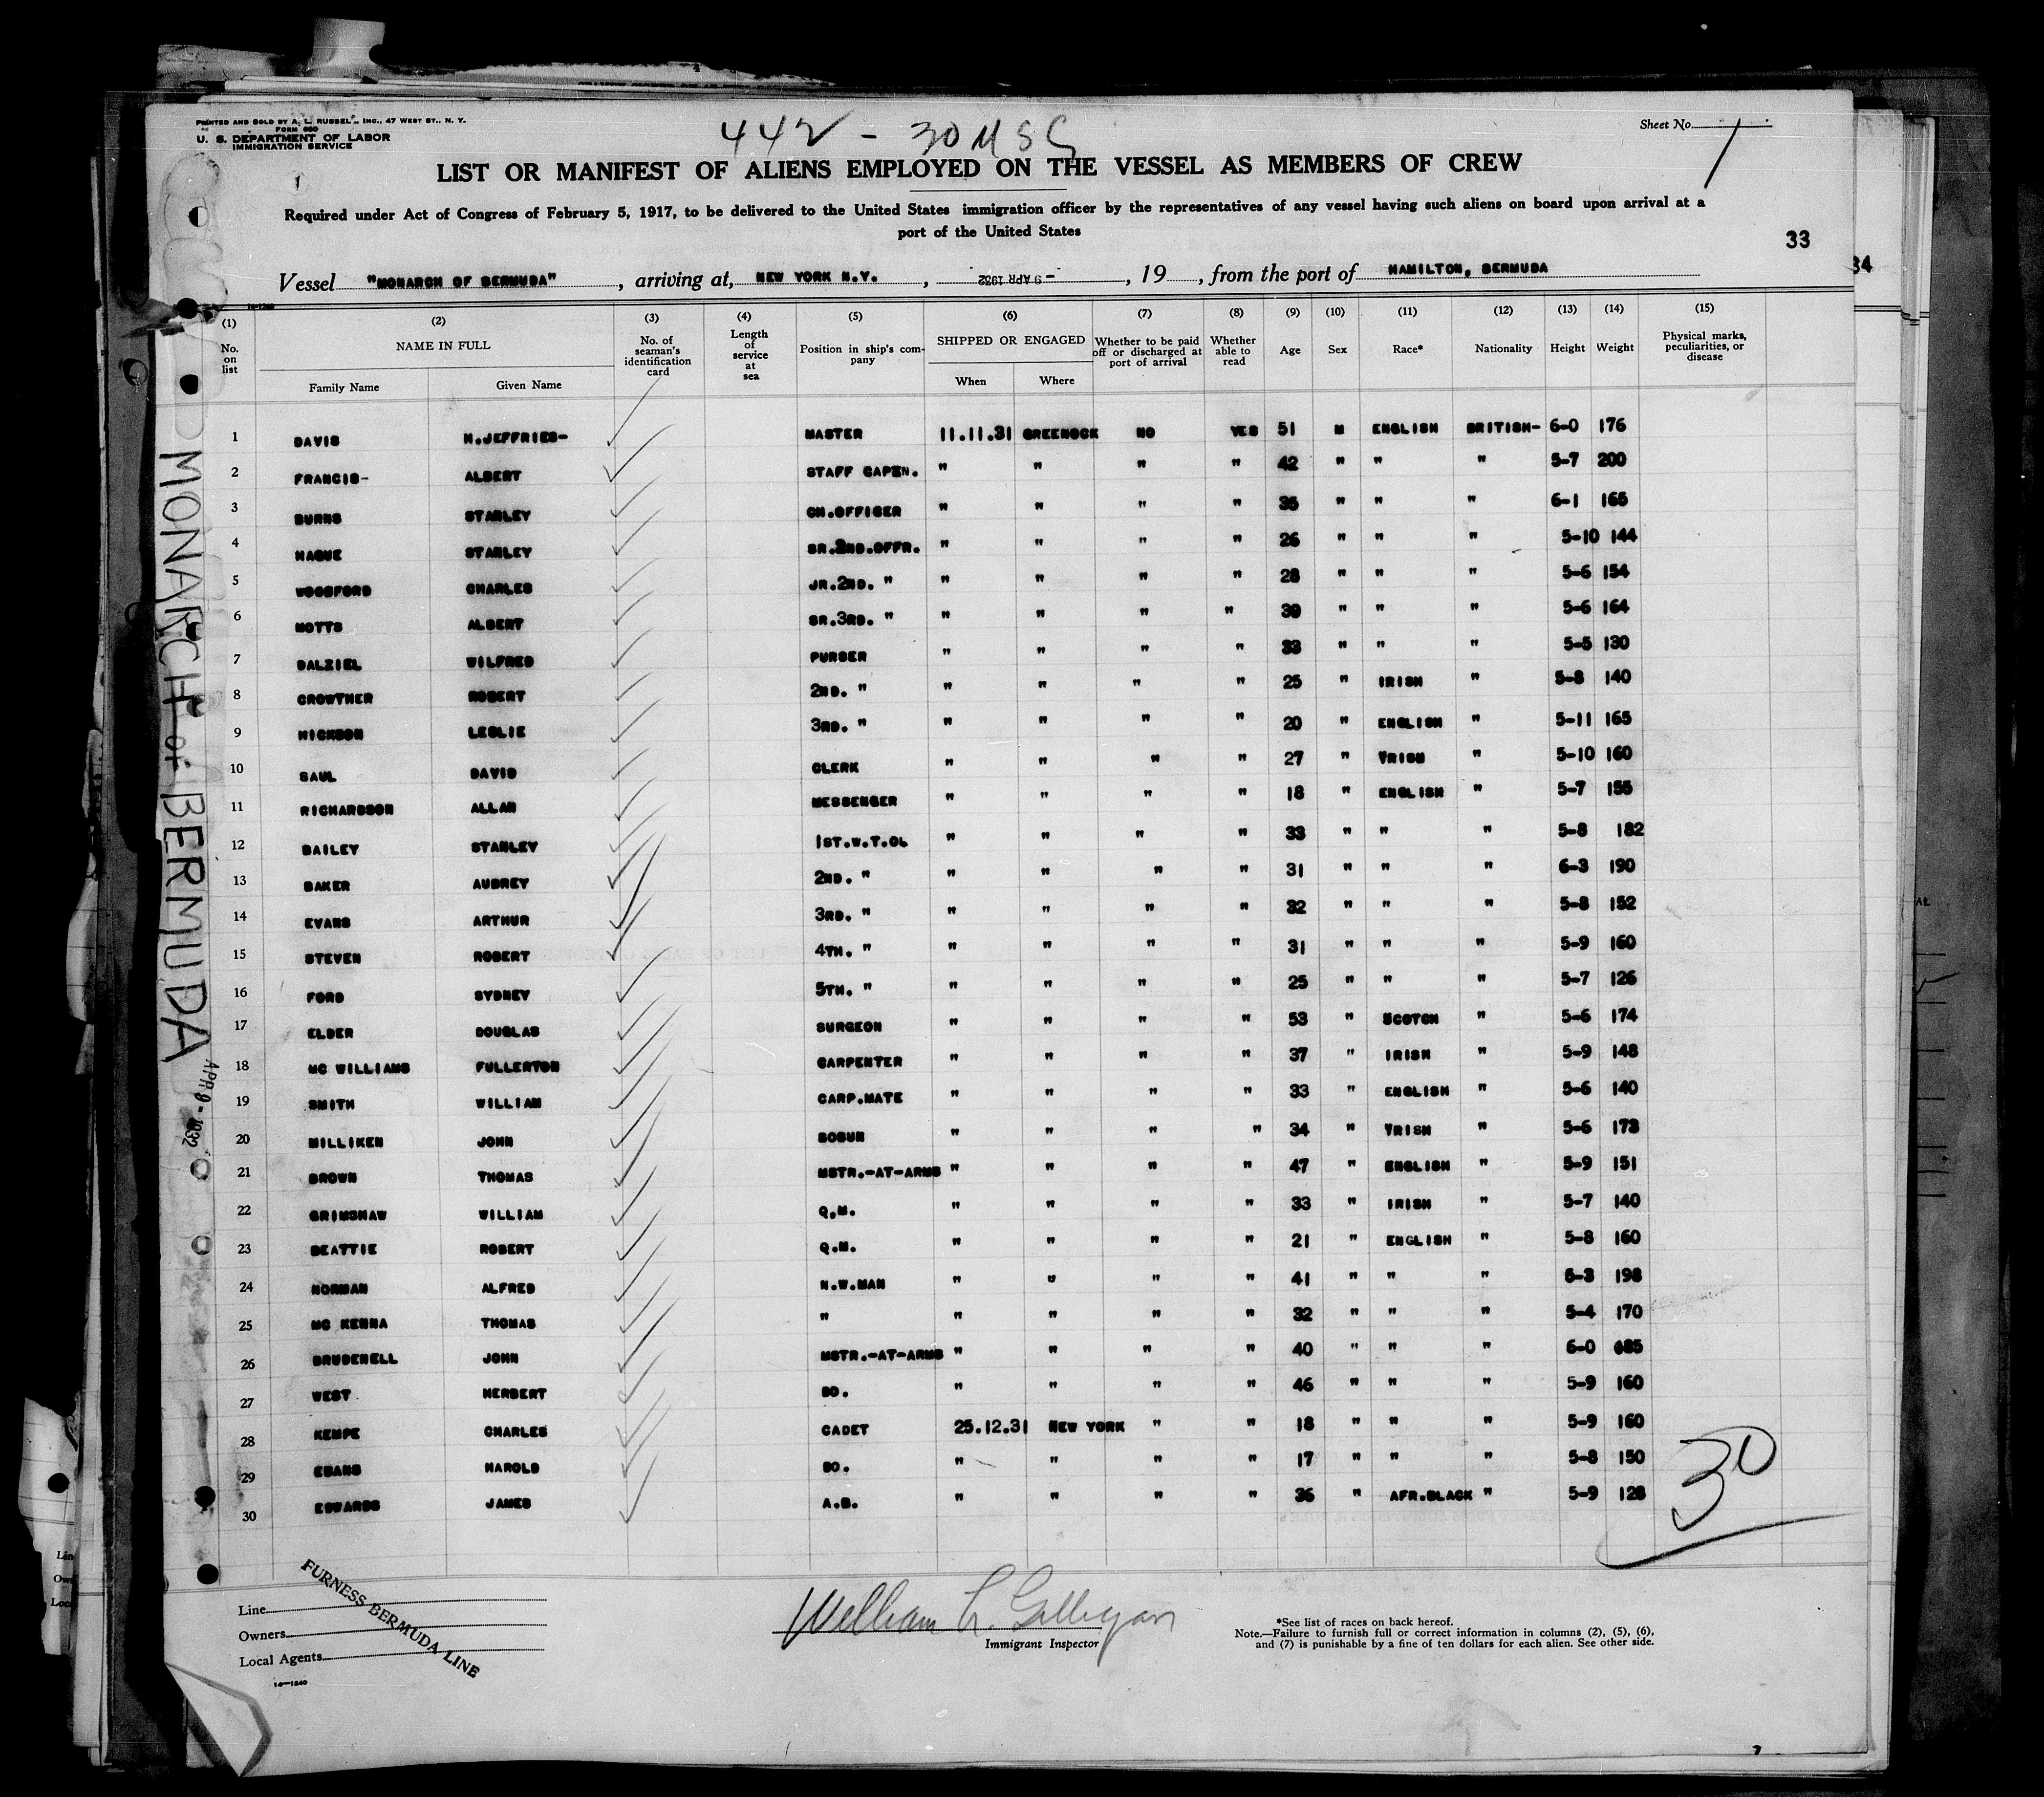 PRINTED AND SOLD BY A. L. RUSSEL, INC., 47 WEST ST., N. Y.
FORM 680
U. S. DEPARTMENT OF LABOR
IMMIGRATION SERVICE
442 - 30 M S G
Sheet No. 1
LIST OR MANIFEST OF ALIENS EMPLOYED ON THE VESSEL AS MEMBERS OF CREW
Required under Act of Congress of February 5, 1917, to be delivered to the United States immigration officer by the representatives of any vessel having such aliens on board upon arrival at a
port of the United States
33
34
Vessel "MONARCH OF BERMUDA", arriving at, NEW YORK N.Y., - 9 APR 1932, 19, from the port of HAMILTON, BERMUDA
(1) (2) (3) (4) (5) (6) (7) (8) (9) (10) (11) (12) (13) (14) (15)
No. on list NAME IN FULL No. of seaman's identification card Length of service at sea Position in ship's company SHIPPED OR ENGAGED Whether to be paid off or discharged at port of arrival Whether able to read Age Sex Race* Nationality Height Weight Physical marks, peculiarities, or disease
Family Name Given Name When Where
1 DAVIS H.JEFFRIES- MASTER 11.11.31 GREENOCK NO YES 51 M ENGLISH BRITISH- 6-0 176
2 FRANCIS- ALBERT STAFF CAPEN. " " " " 42 " " " 5-7 200
3 BURNS STANLEY CH.OFFICER " " " " 36 " " " 6-1 165
4 HAGUE STANLEY SR.2ND.OFFR. " " " " 26 " " " 5-10 144
5 WOODFORD CHARLES JR.2ND. " " " " " 28 " " " 5-6 154
6 MOTTS ALBERT SR.3RD. " " " " " 39 " " " 5-6 164
7 DALZIEL WILFRED PURSER " " " " 33 " " " 5-5 130
8 CROWTHER ROBERT 2ND. " " " " " 25 " IRISH " 5-8 140
9 HICKSON LESLIE 3RD. " " " " " 20 " ENGLISH " 5-11 165
10 SAUL DAVID CLERK " " " " 27 " IRISH " 5-10 160
11 RICHARDSON ALLAN MESSENGER " " " " 18 " ENGLISH " 5-7 155
12 BAILEY STANLEY 1ST.W.T.OL " " " " 33 " " " 5-8 182
13 BAKER AUBREY 2ND. " " " " " 31 " " " 6-3 190
14 EVANS ARTHUR 3RD. " " " " " 32 " " " 5-8 152
15 STEVEN ROBERT 4TH. " " " " " 31 " " " 5-9 160
16 FORD SYDNEY 5TH. " " " " " 25 " " " 5-7 126
17 ELDER DOUGLAS SURGEON " " " " 53 " SCOTCH " 5-6 174
18 MC WILLIAMS FULLERTON CARPENTER " " " " 37 " IRISH " 5-9 148
19 SMITH WILLIAM CARP.MATE " " " " 33 " ENGLISH " 5-6 140
20 MILLIKEN JOHN BOSUN " " " " 34 " IRISH " 5-6 173
21 BROWN THOMAS MSTR.-AT-ARMS " " " " 47 " ENGLISH " 5-9 151
22 GRIMSHAW WILLIAM Q.M. " " " " 33 " IRISH " 5-7 140
23 BEATTIE ROBERT Q.M. " " " " 21 " ENGLISH " 5-8 160
24 NORMAN ALFRED N.W.MAN " " " " 41 " " " 5-3 198
25 MC KENNA THOMAS " " " " " 32 " " " 5-4 170
26 BRUDENELL JOHN MSTR.-AT-ARMS " " " " 40 " " " 6-0
27 WEST HERBERT DO. " " " " 46 " " " 5-9 160
28 KEMPE CHARLES CADET 25.12.31 NEW YORK " " 18 " " " 5-9 160
29 EBANS HAROLD DO. " " " " 17 " " " 5-8 150
30 EDWARDS JAMES A.B. " " " " 36 " AFR.BLACK " 5-9 128
30
MONARCH of BERMUDA
APR 9 - 1932
Line
Owners
Local Agents
FURNESS BERMUDA LINE
14-1240
William L. Galligan
Immigrant Inspector
*See list of races on back hereof.
Note.—Failure to furnish full or correct information in columns (2), (5), (6),
and (7) is punishable by a fine of ten dollars for each alien. See other side.